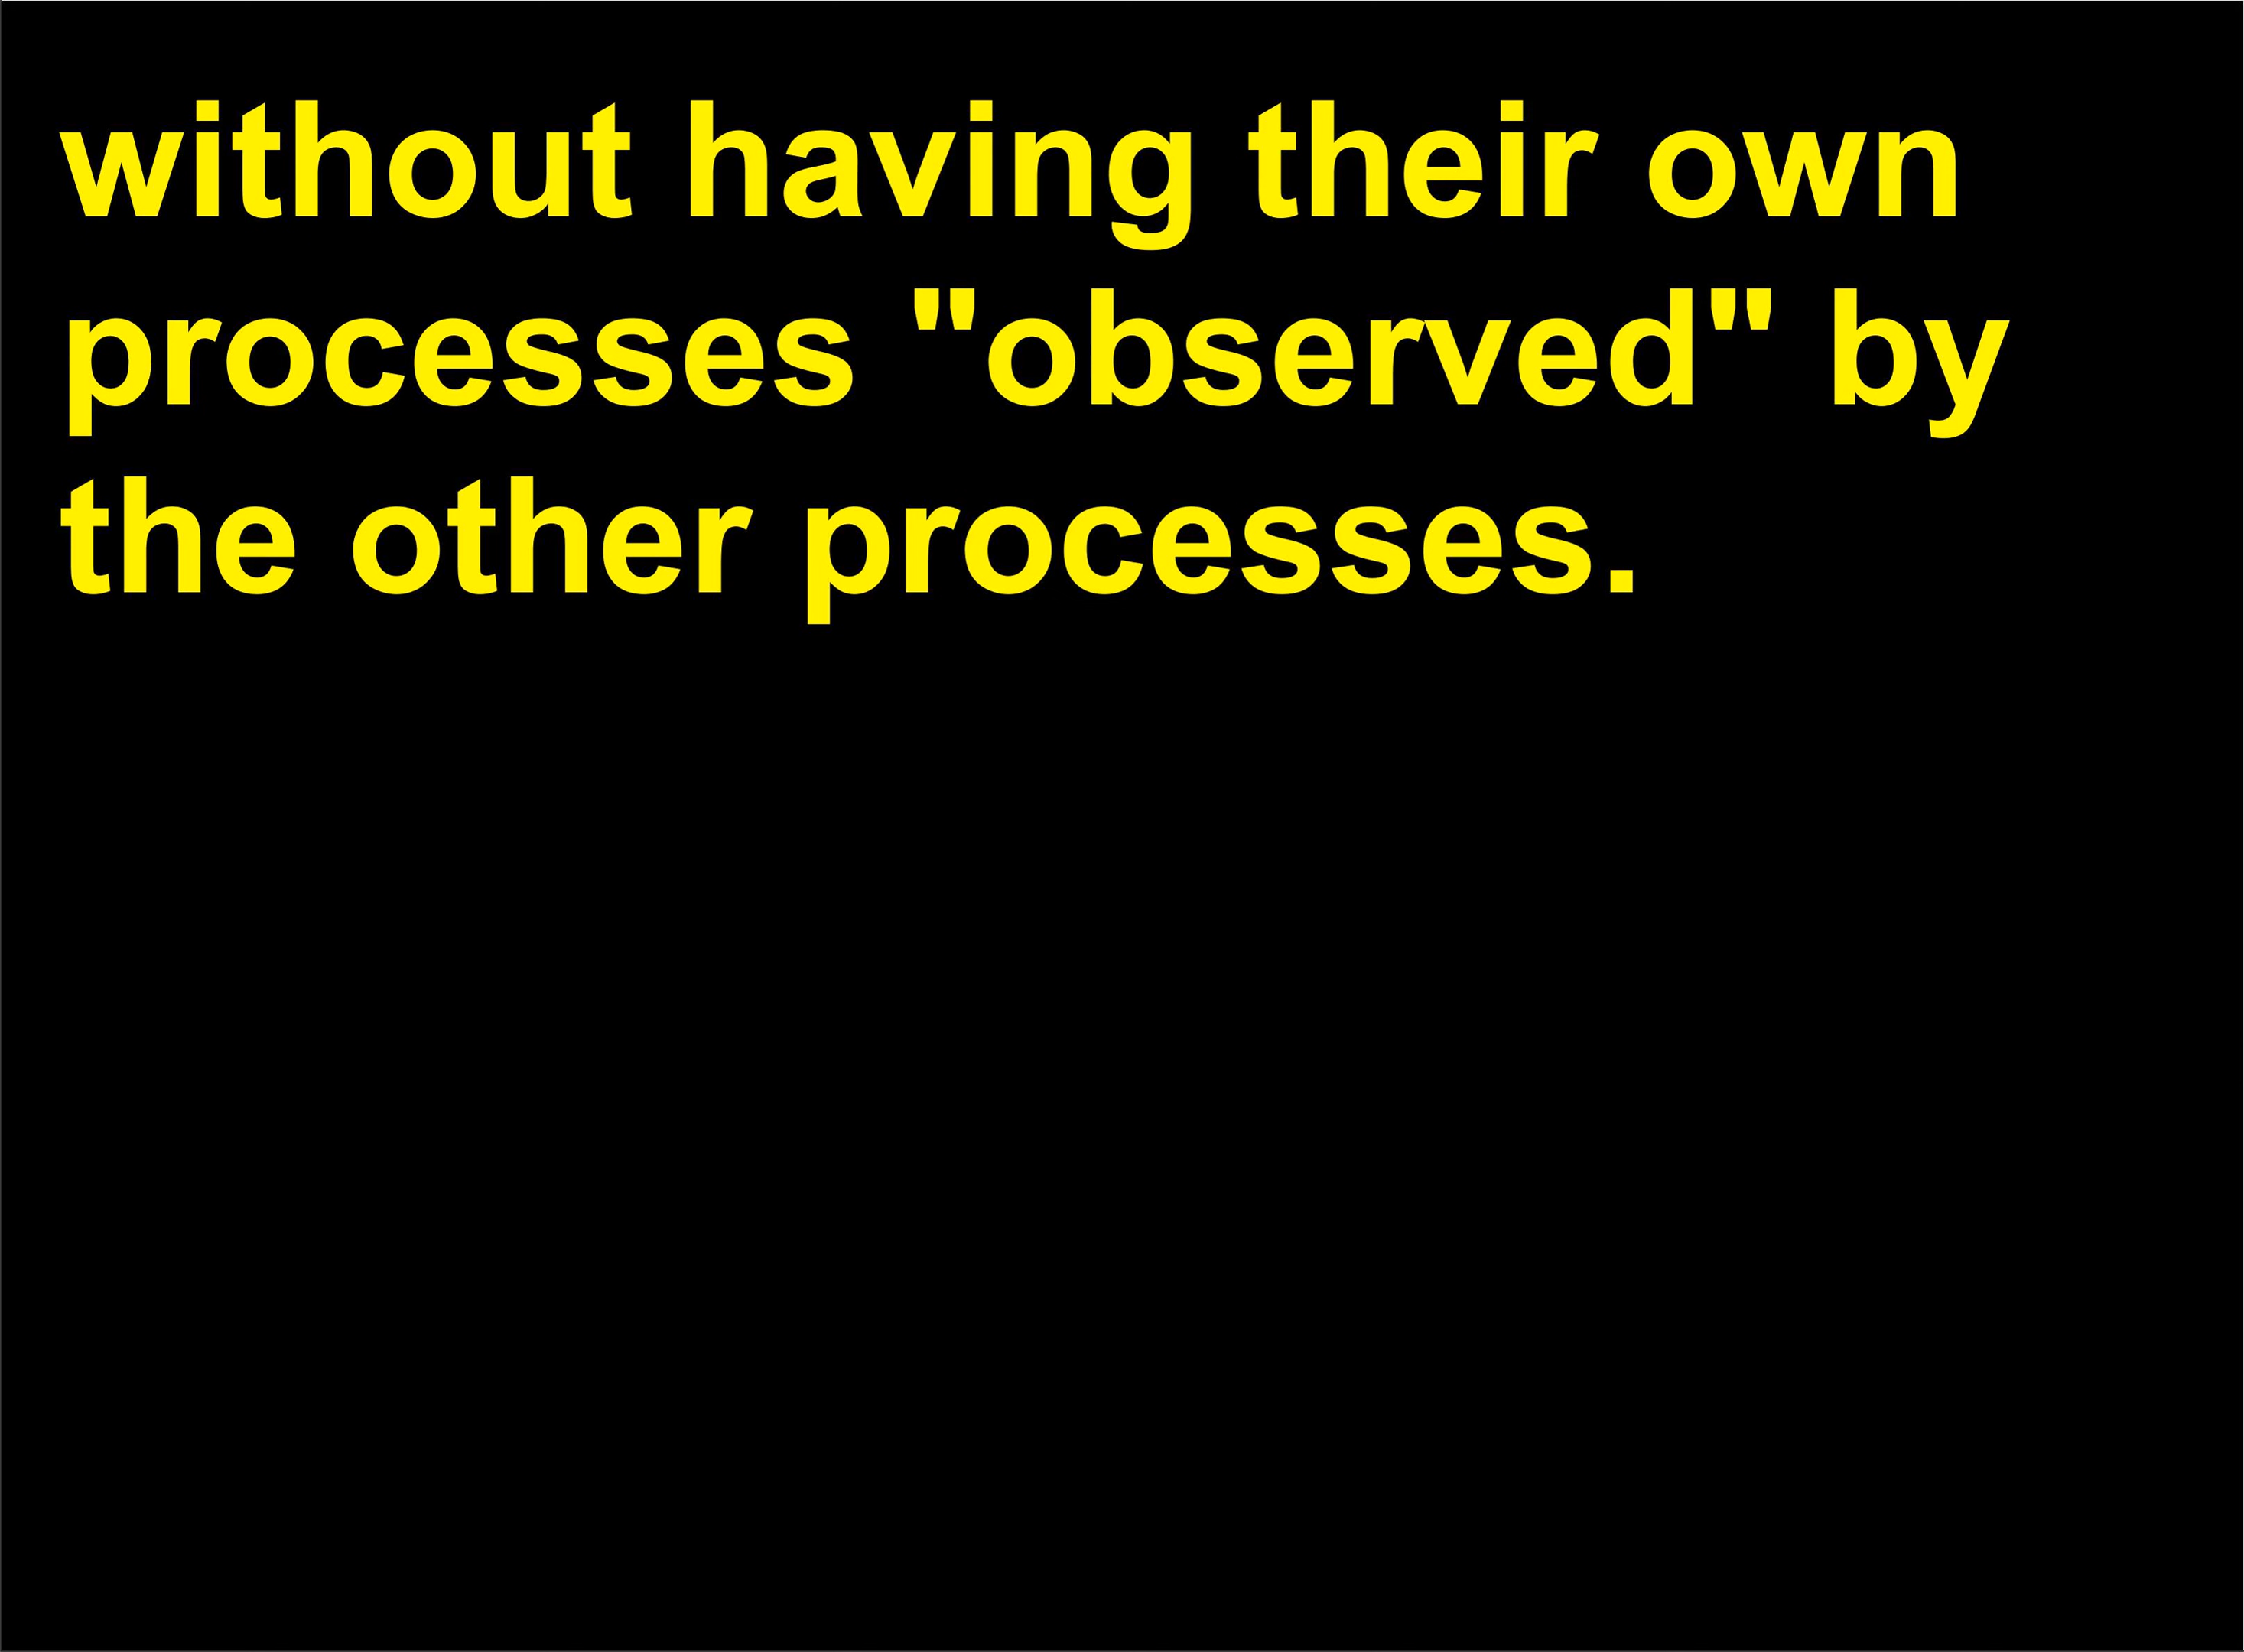 without having their own
processes "observed" by
the other processes.